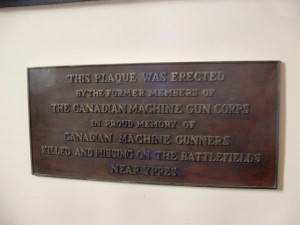 THIS PLAQUE WAS ERECTED
BY THE FORMER MEMBERS OF
THE CANADIAN MACHINE GUN CORPS
IN PROUD MEMORY OF
CANADIAN MACHINE GUNNERS
KILLED AND MISSING ON THE BATTLEFIELDS
NEAR YPRES